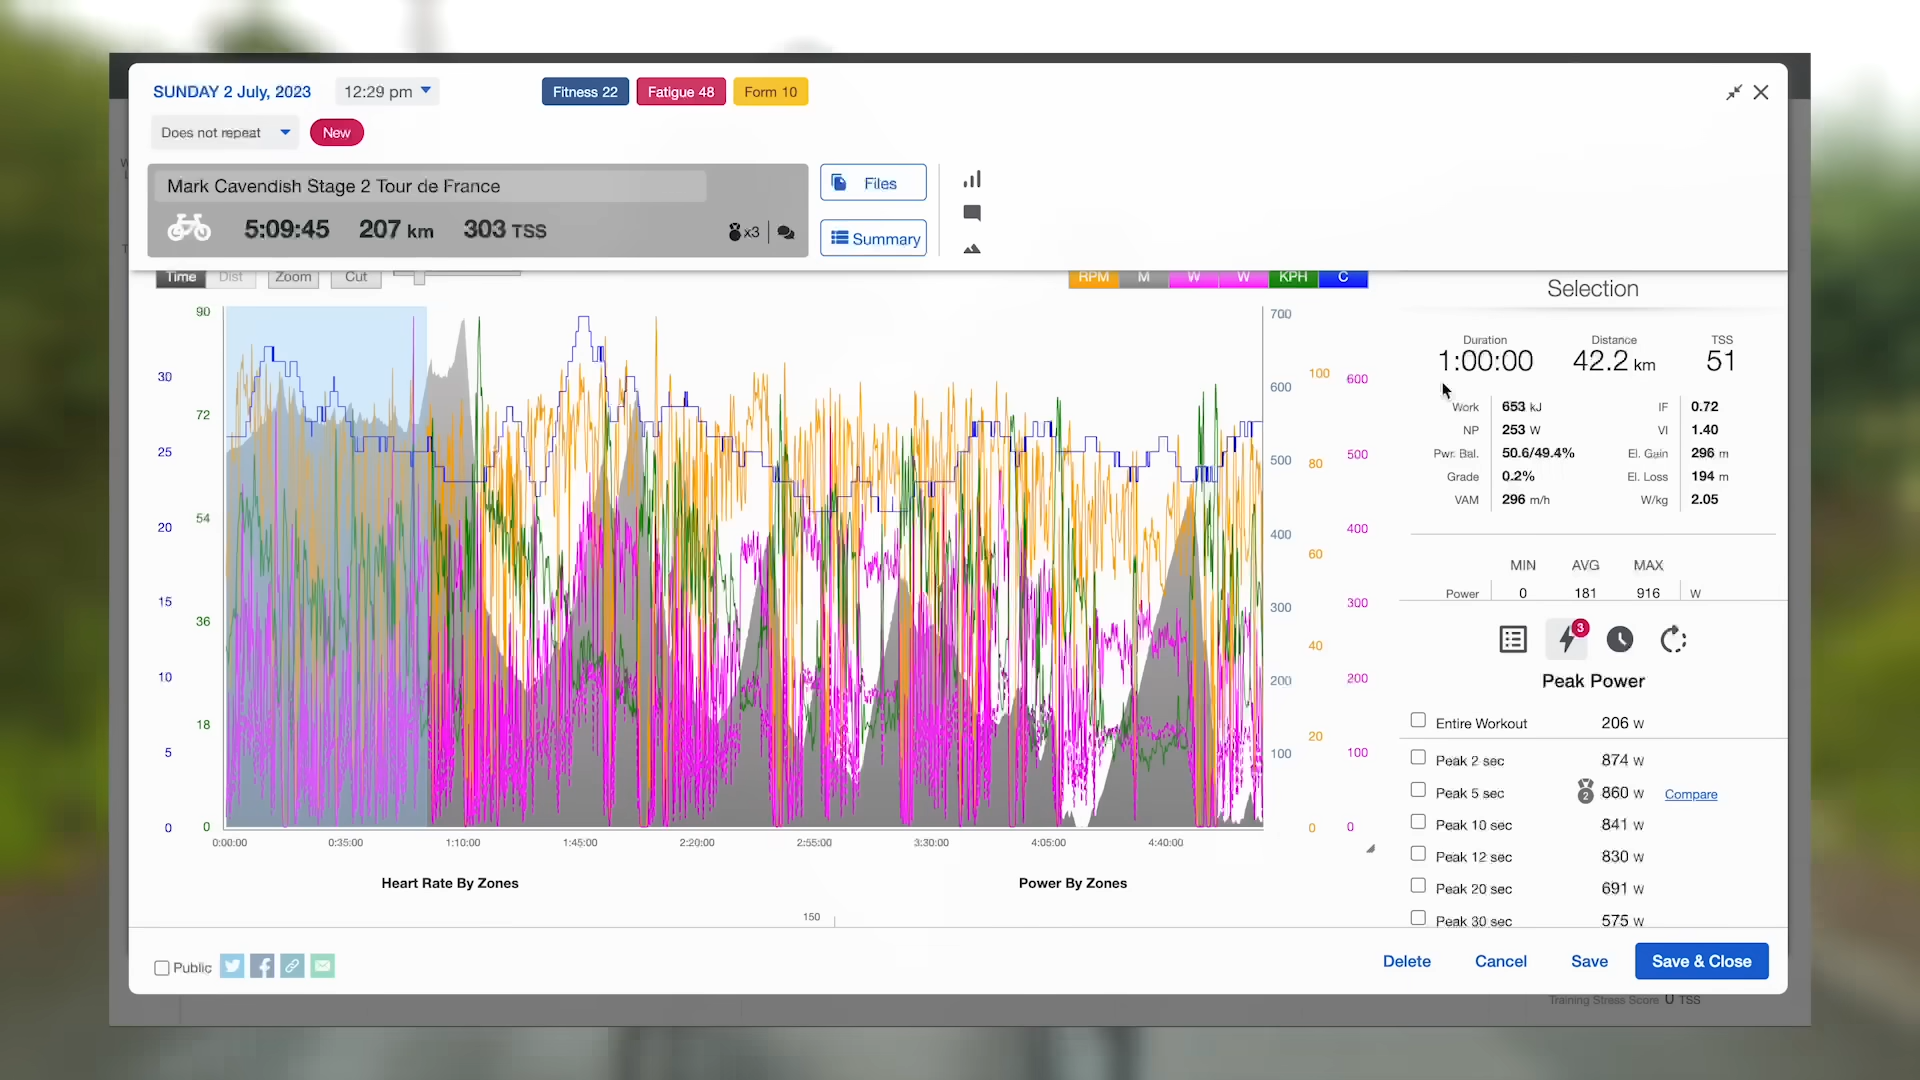 SUNDAY 2 July, 2023 12:29 pm Fitness 22 Fatigue 48 Form 10
Does not repeat New
Mark Cavendish Stage 2 Tour de France
5:09:45 207 km 303 TSS x3
Files
Summary
Time Dist Zoom Cut
RPM M W W KPH C
90
72
54
36
18
0
30
25
20
15
10
5
0
700
600
500
400
300
200
100
100
80
60
40
20
0
600
500
400
300
200
100
0
0:00:00 0:35:00 1:10:00 1:45:00 2:20:00 2:55:00 3:30:00 4:05:00 4:40:00
Heart Rate By Zones Power By Zones
150
Selection
Duration Distance TSS
1:00:00 42.2 km 51
Work 653 kJ IF 0.72
NP 253 W VI 1.40
Pwr. Bal. 50.6/49.4% El. Gain 296 m
Grade 0.2% El. Loss 194 m
VAM 296 m/h W/kg 2.05
MIN AVG MAX
Power 0 181 916 W
3
Peak Power
Entire Workout 206 W
Peak 2 sec 874 W
Peak 5 sec 2 860 W Compare
Peak 10 sec 841 W
Peak 12 sec 830 W
Peak 20 sec 691 W
Peak 30 sec 575 W
Public
Delete Cancel Save Save & Close
Training Stress Score 0 TSS